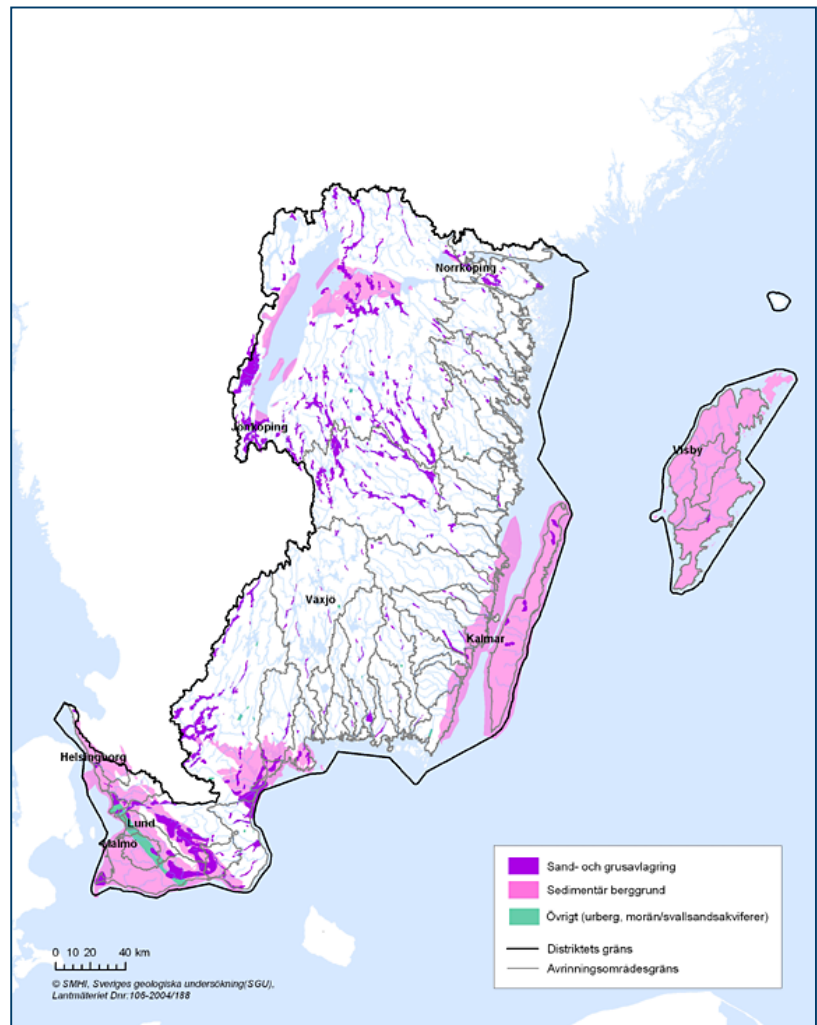 Norrköping
Jönköping
Visby
Växjö
Kalmar
Helsingborg
Lund
Malmö
Sand- och grusavlagring
Sedimentär berggrund
Övrigt (urberg, morän/svallsandsakviferer)
Distriktets gräns
Avrinningsområdesgräns
0 10 20 40 km
© SMHI, Sveriges geologiska undersökning(SGU),
Lantmäteriet Dnr:106-2004/188